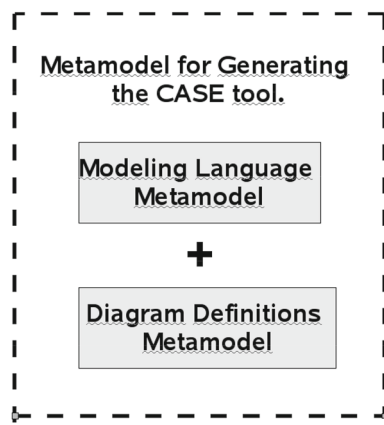 Metamodel for Generating
the CASE tool.
Modeling Language
Metamodel
+
Diagram Definitions
Metamodel